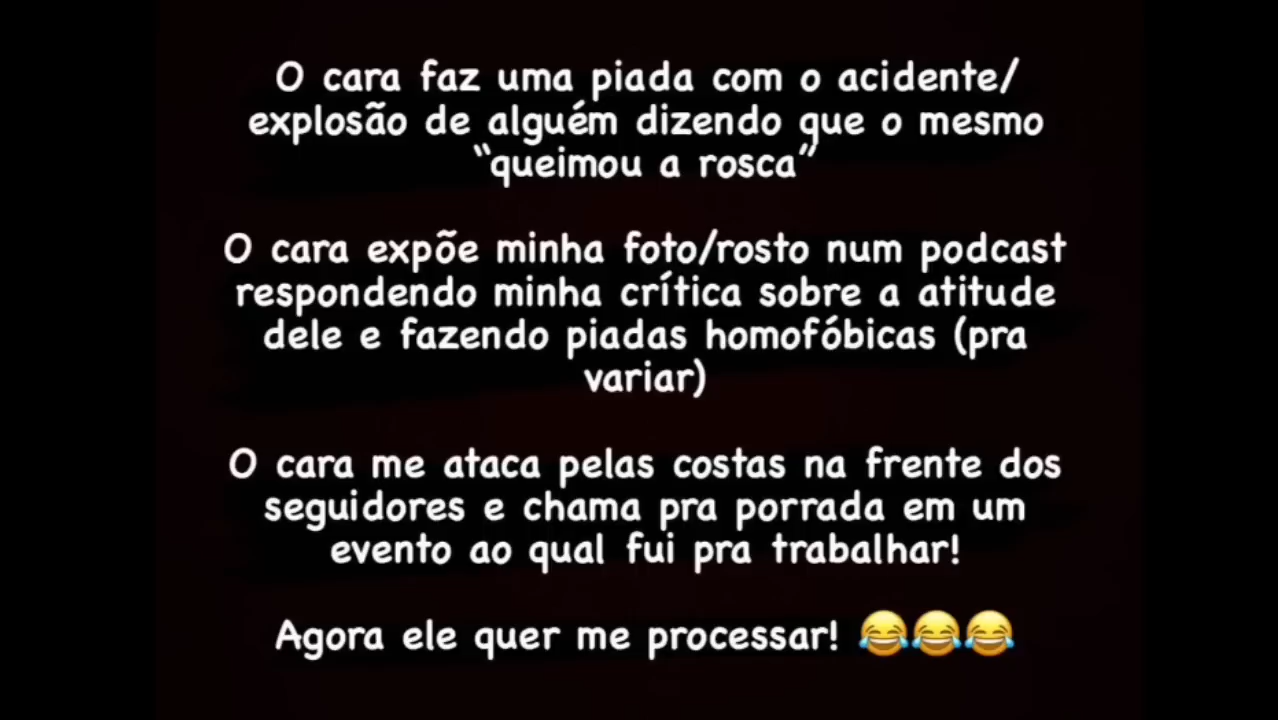 O cara faz uma piada com o acidente/
explosão de alguém dizendo que o mesmo
“queimou a rosca”
O cara expõe minha foto/rosto num podcast
respondendo minha crítica sobre a atitude
dele e fazendo piadas homofóbicas (pra
variar)
O cara me ataca pelas costas na frente dos
seguidores e chama pra porrada em um
evento ao qual fui pra trabalhar!
Agora ele quer me processar! 😂😂😂